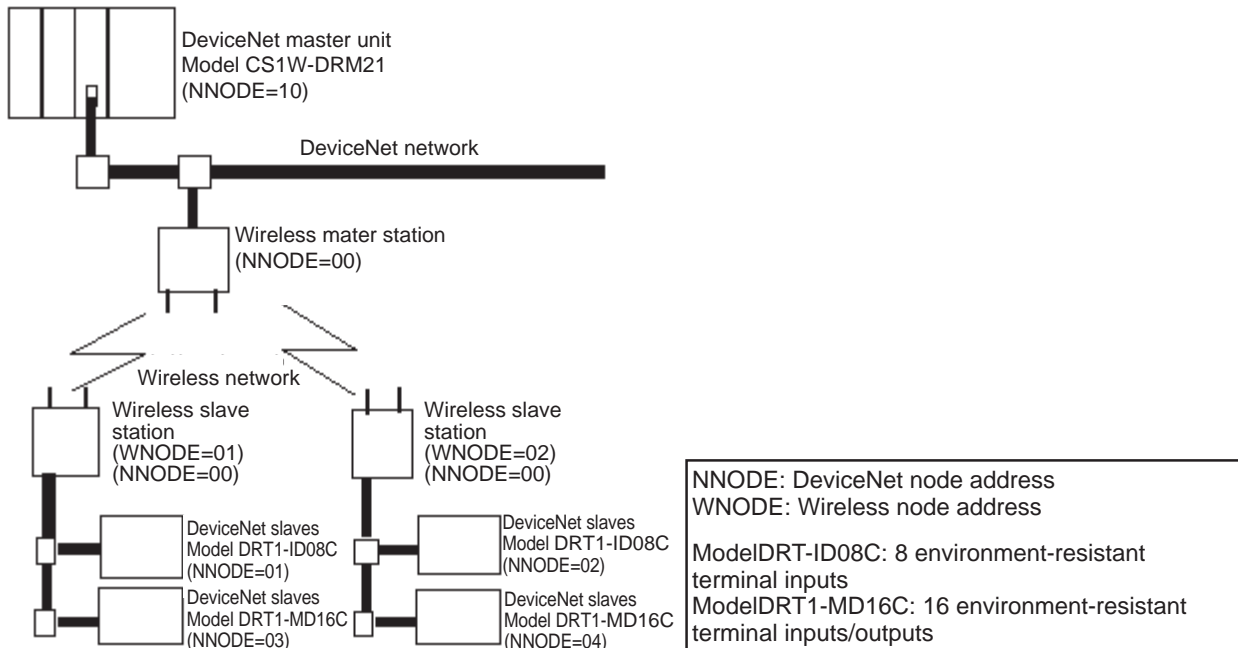 DeviceNet master unit
Model CS1W-DRM21
(NNODE=10)
DeviceNet network
Wireless mater station
(NNODE=00)
Wireless network
Wireless slave
station
(WNODE=01)
(NNODE=00)
Wireless slave
station
(WNODE=02)
(NNODE=00)
DeviceNet slaves
Model DRT1-ID08C
(NNODE=01)
DeviceNet slaves
Model DRT1-ID08C
(NNODE=02)
DeviceNet slaves
Model DRT1-MD16C
(NNODE=03)
DeviceNet slaves
Model DRT1-MD16C
(NNODE=04)
NNODE: DeviceNet node address
WNODE: Wireless node address
ModelDRT-ID08C: 8 environment-resistant
terminal inputs
ModelDRT1-MD16C: 16 environment-resistant
terminal inputs/outputs